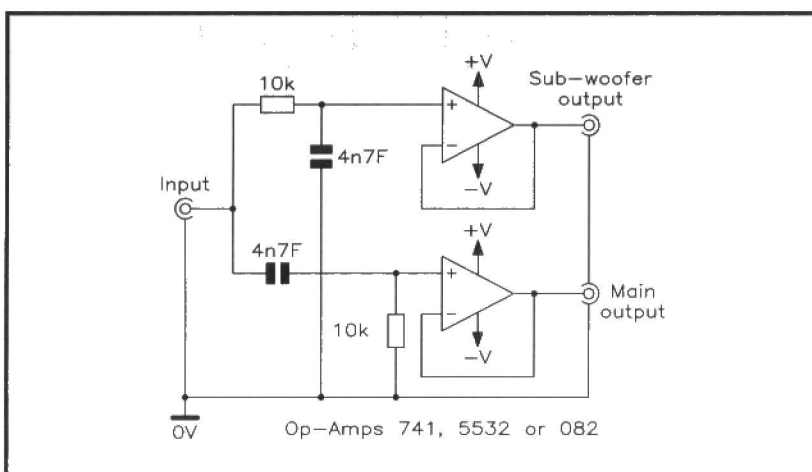 +V
10k
Sub-woofer
output
+
−
4n7F
−V
Input
+V
4n7F
+
−
Main
output
10k
−V
0V
Op-Amps 741, 5532 or 082